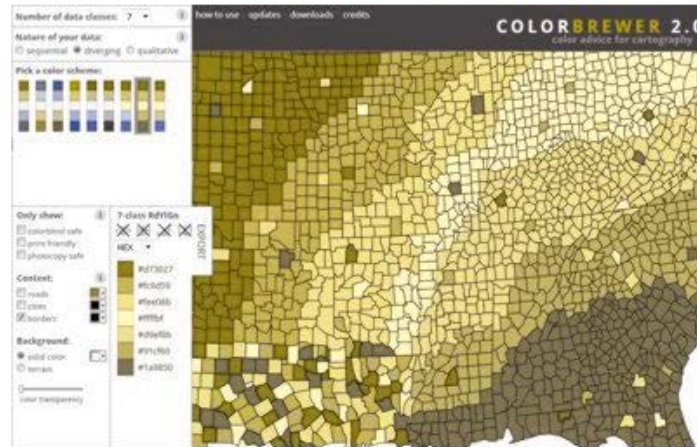 Number of data classes: 7
how to use updates downloads credits
COLORBREWER 2.0
color advice for cartography
Nature of your data:
sequential diverging qualitative
Pick a color scheme:
Only show:
colorblind safe
print friendly
photocopy safe
Context:
roads
cities
borders
Background:
solid color
terrain
color transparency
7-class RdYlGn
EXPORT
HEX
#d73027
#fc8d59
#fee08b
#ffffbf
#d9ef8b
#91cf60
#1a9850